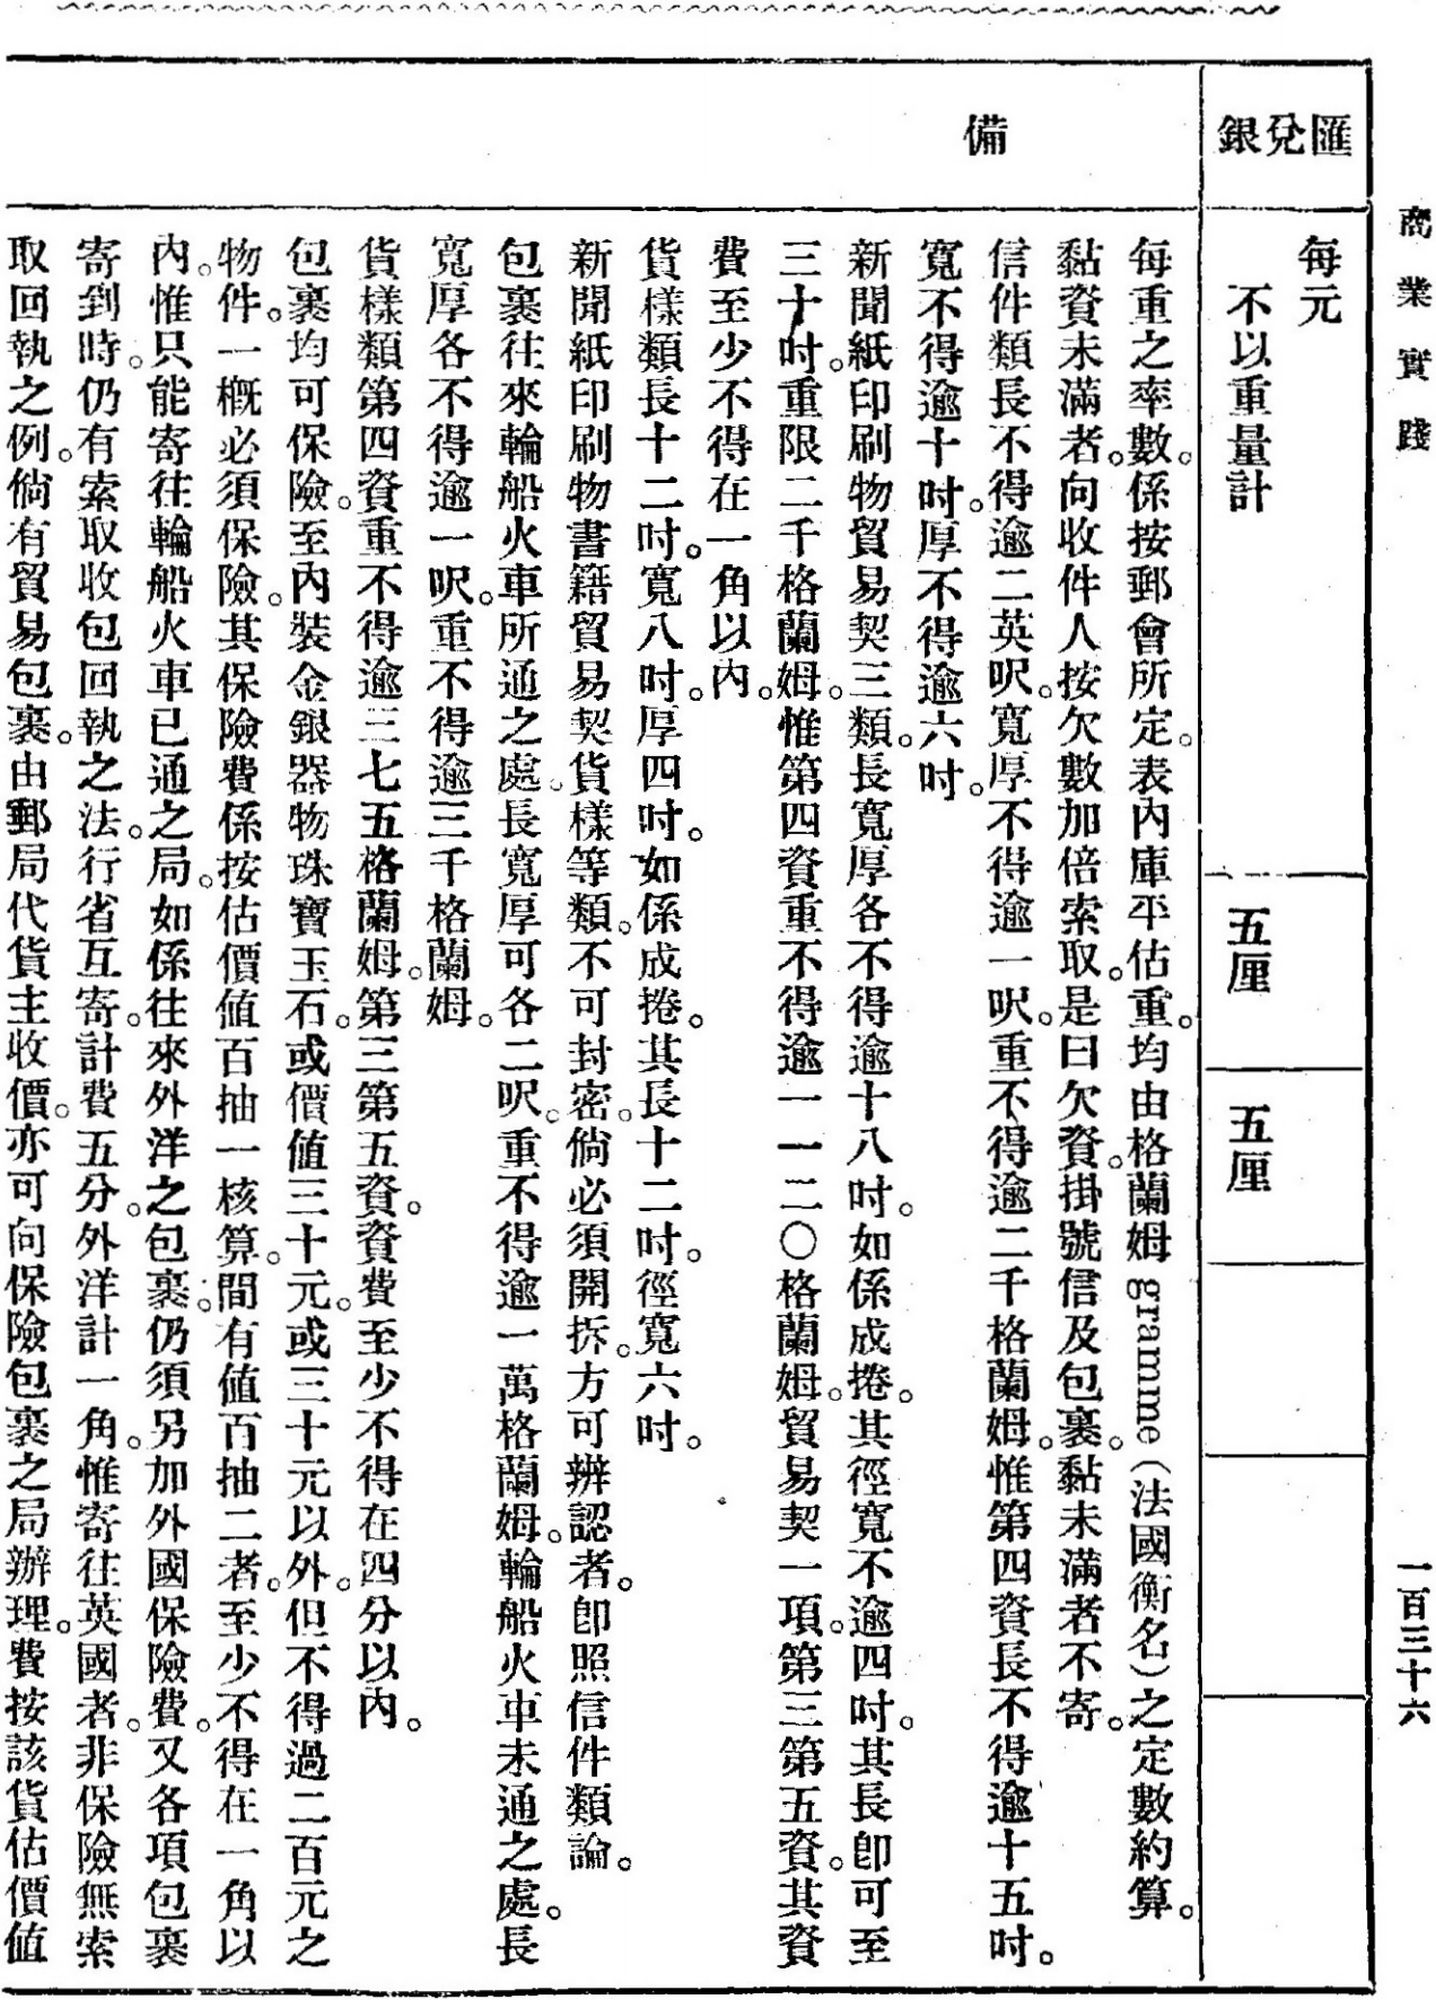 商業實踐
一百三十六
匯兌銀
每元
不以重量計
五厘
五厘
備
每重之率數。係按郵會所定。表內庫平估重。均由格蘭姆gramme(法國衡名)之定數約算。
黏資未滿者。向收件人按欠數加倍索取。是曰欠資。掛號信及包裹。黏未滿者不寄。
信件類長不得逾二英呎。寬厚不得逾一呎。重不得逾二千格蘭姆。惟第四資長不得逾十五吋。
寬不得逾十吋。厚不得逾六吋。
新聞紙印刷物貿易契三類。長寬厚各不得逾十八吋。如係成捲。其徑寬不逾四吋。其長卽可至
三十吋。重限二千格蘭姆。惟第四資重不得逾一一二〇格蘭姆。貿易契一項。第三第五資。其資
費至少不得在一角以內。
貨樣類長十二吋。寬八吋。厚四吋。如係成捲。其長十二吋。徑寬六吋。
新聞紙印刷物書籍貿易契貨樣等類。不可封密。倘必須開拆。方可辨認者。卽照信件類論。
包裹往來輪船火車所通之處。長寬厚可各二呎。重不得逾一萬格蘭姆。輪船火車未通之處。長
寬厚各不得逾一呎。重不得逾三千格蘭姆。
貨樣類第四資重不得逾三七五格蘭姆。第三第五資。資費至少不得在四分以內。
包裹均可保險。至內裝金銀器物珠寶玉石。或價值三十元。或三十元以外。但不得過二百元之
物件。一概必須保險。其保險費係按估價值百抽一核算。間有值百抽二者。至少不得在一角以
內。惟只能寄往輪船火車已通之局。如係往來外洋之包裹。仍須另加外國保險費。又各項包裹
寄到時。仍有索取收包回執之法。行省互寄。計費五分。外洋計一角。惟寄往英國者。非保險無索
取回執之例。倘有貿易包裹。由郵局代貨主收價。亦可向保險包裹之局辦理。費按該貨估價值